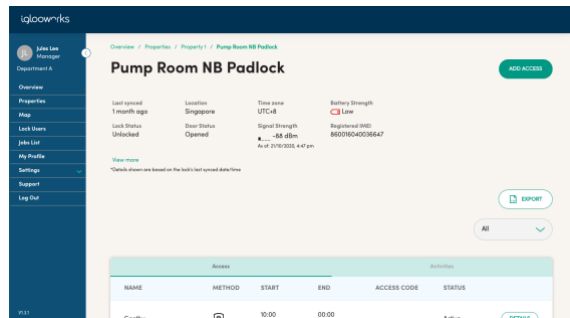 iglooworks
Jules Lee
Manager
Department A
Overview
Properties
Map
Lock Users
Jobs List
My Profile
Settings
Support
Log Out
V1.3.1
Overview / Properties / Property 1 / Pump Room NB Padlock
Pump Room NB Padlock
ADD ACCESS
Last synced
1 month ago
Location
Singapore
Time zone
UTC+8
Battery Strength
Low
Lock Status
Unlocked
Door Status
Opened
Signal Strength
-88 dBm
As of: 21/10/2025, 4:47 pm
Registered IMEI
860016040036647
View more
*Details shown are based on the lock's last synced date/time
EXPORT
All
Access
Activities
NAME METHOD START END ACCESS CODE STATUS
10:00 00:00
Active
DETAILS